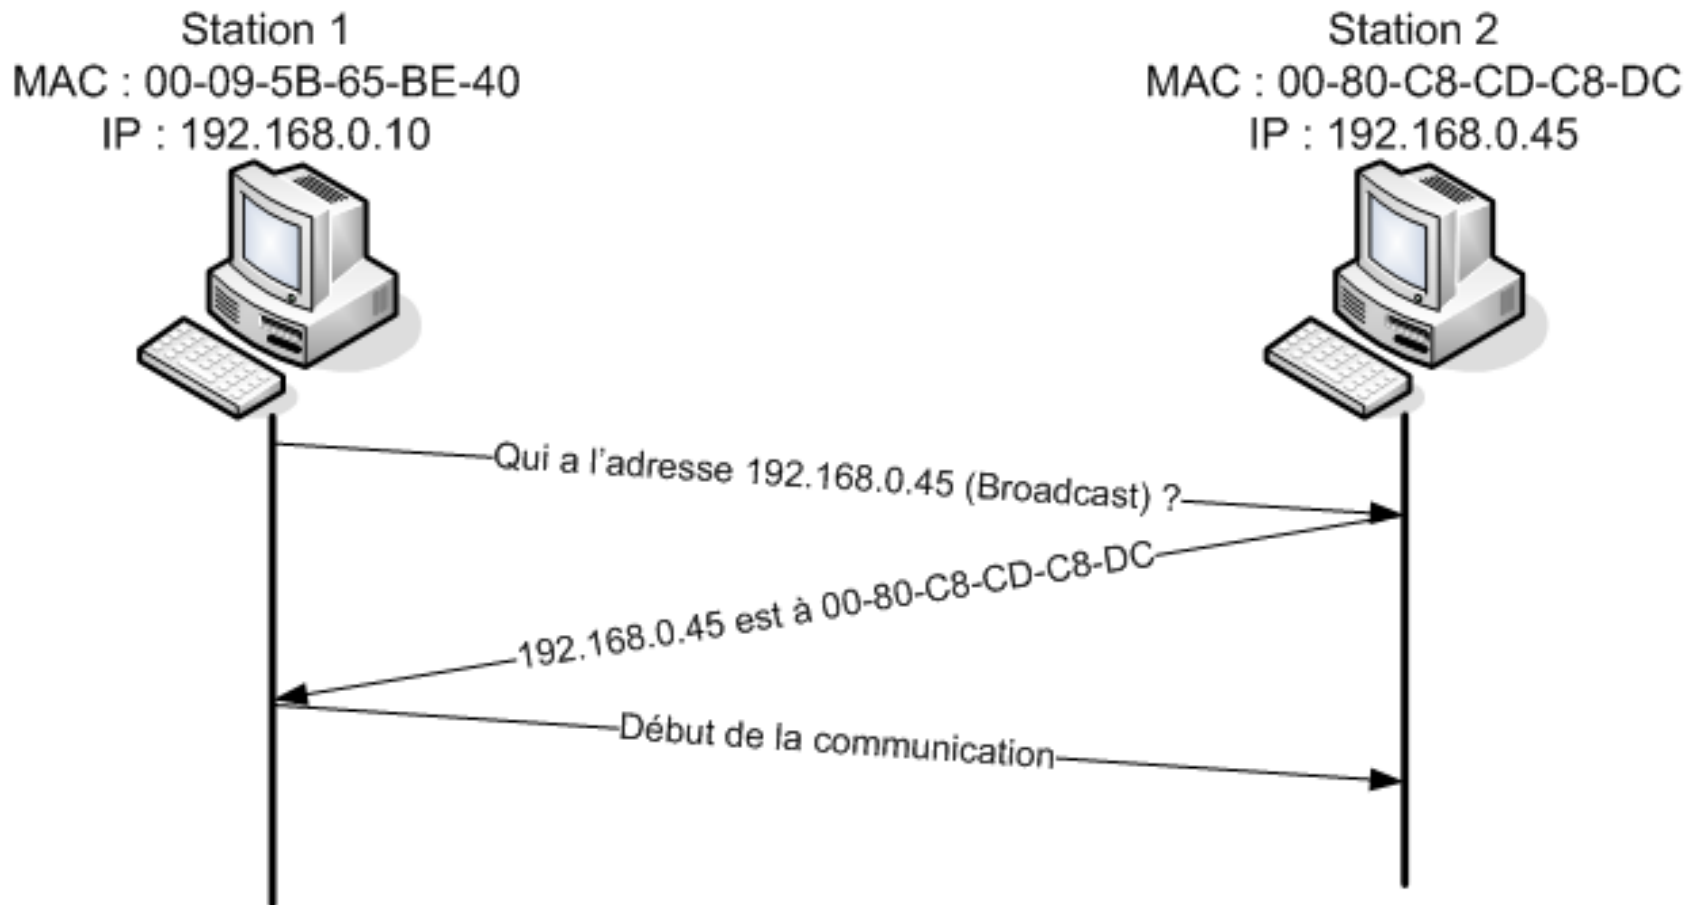 Station 1
MAC : 00-09-5B-65-BE-40
IP : 192.168.0.10
Station 2
MAC : 00-80-C8-CD-C8-DC
IP : 192.168.0.45
Qui a l’adresse 192.168.0.45 (Broadcast) ?
192.168.0.45 est à 00-80-C8-CD-C8-DC
Début de la communication